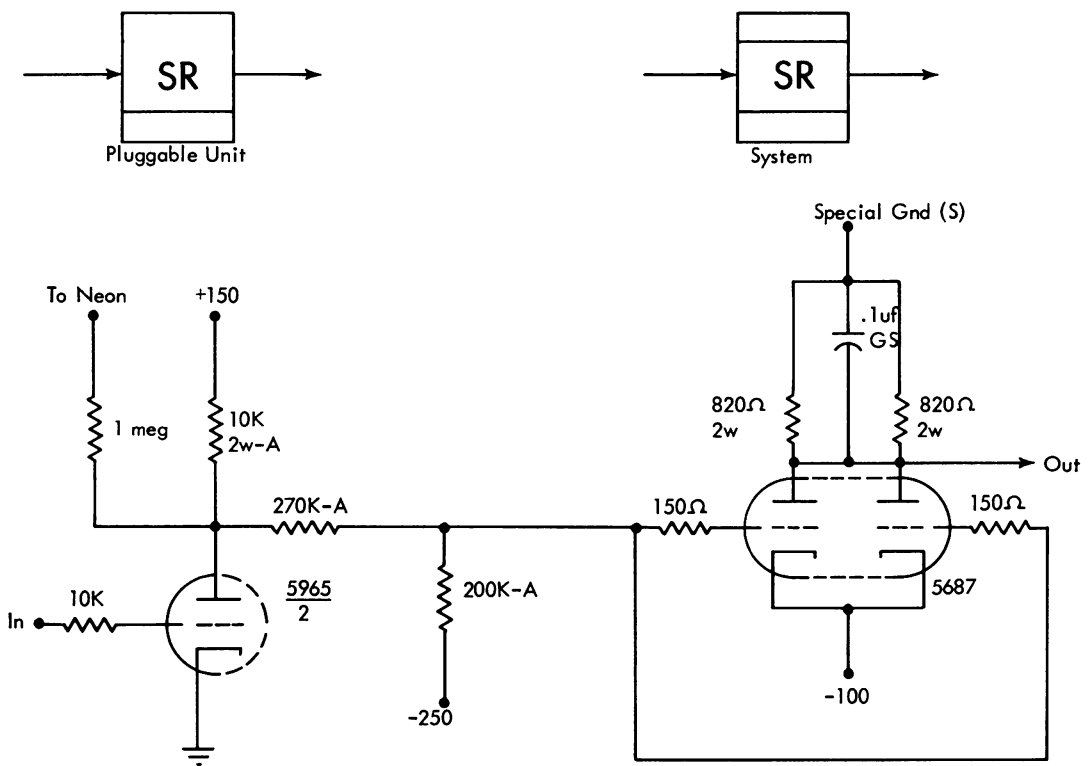 SR
Pluggable Unit
SR
System
Special Gnd (S)
To Neon
+150
.1uf
GS
1 meg
10K
2w-A
820Ω
2w
820Ω
2w
Out
270K-A
150Ω
150Ω
200K-A
5687
In
10K
5965
2
-250
-100